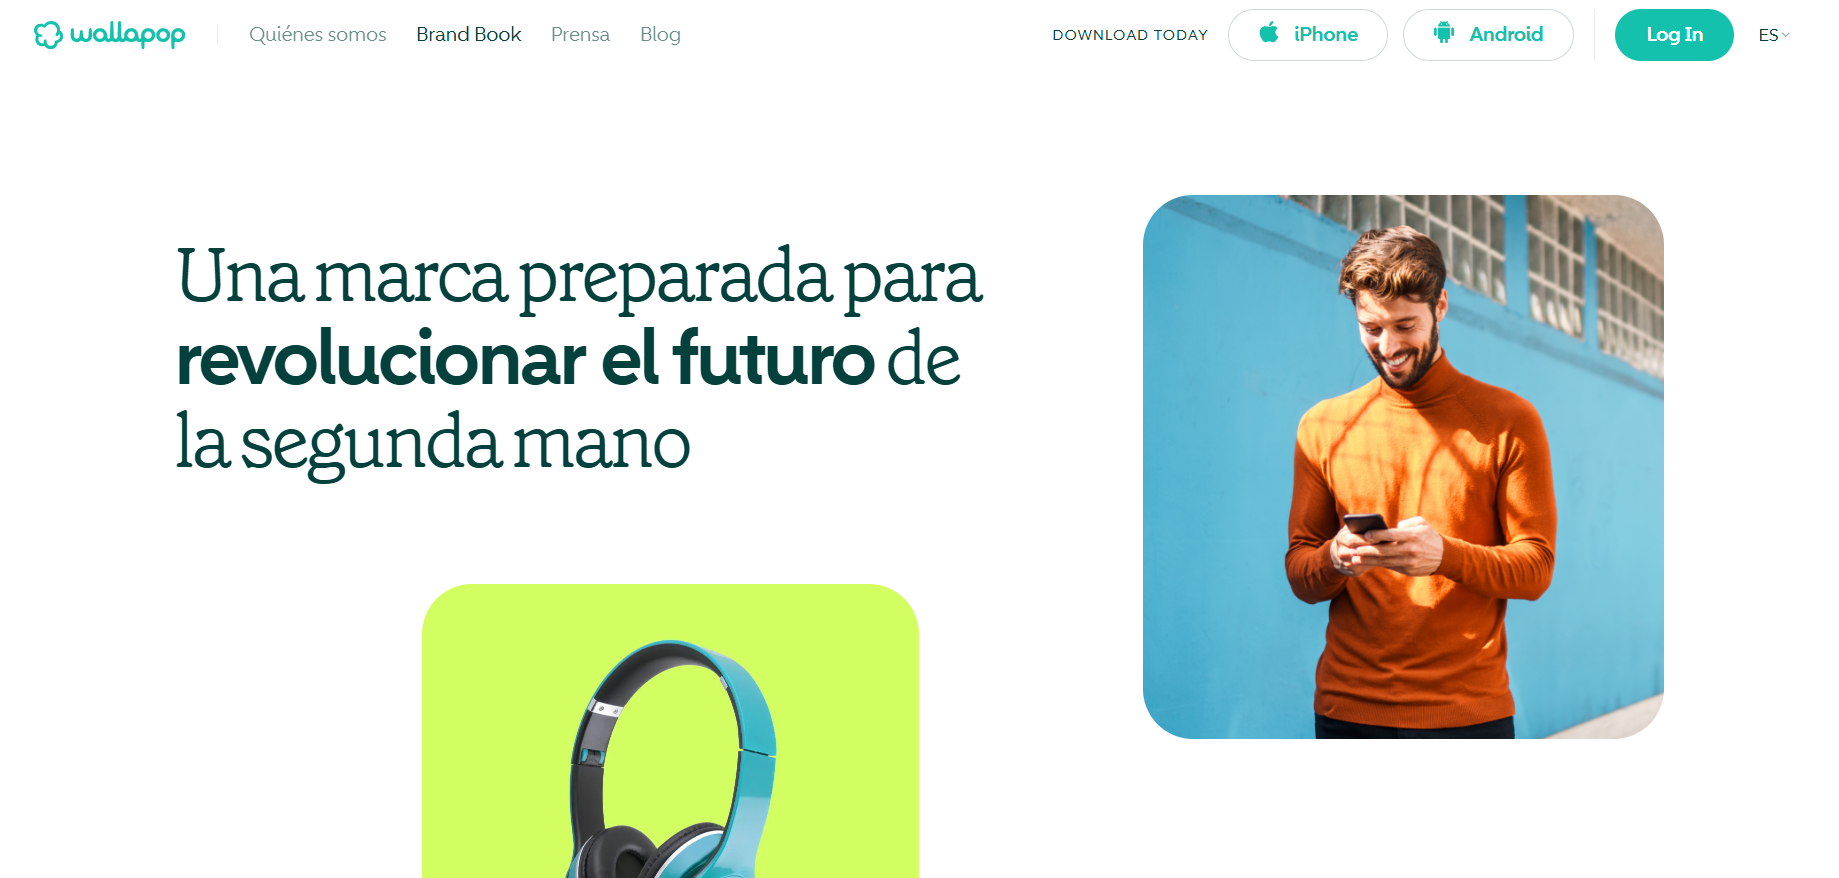 wallapop Quiénes somos Brand Book Prensa Blog DOWNLOAD TODAY iPhone Android Log In ES
Una marca preparada para
revolucionar el futuro de
la segunda mano